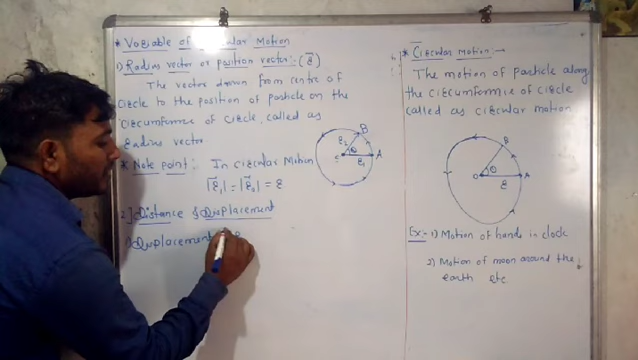 * Variable of Circular Motion
1) Radius vector or position vector :- (r⃗)
The vector drawn from centre of
circle to the position of particle on the
circumference of circle, called as
Radius vector
* Note point :- In circular Motion
|r⃗₁| = |r⃗₂| = r
2] Distance & Displacement
1) Displacement
B
r₂
θ
c
r₁
A
* Circular motion :-
The motion of particle along
the circumference of circle
called as circular motion
B
θ
O
r
A
Ex:- 1) Motion of hands in clock
2) Motion of moon around the
earth etc